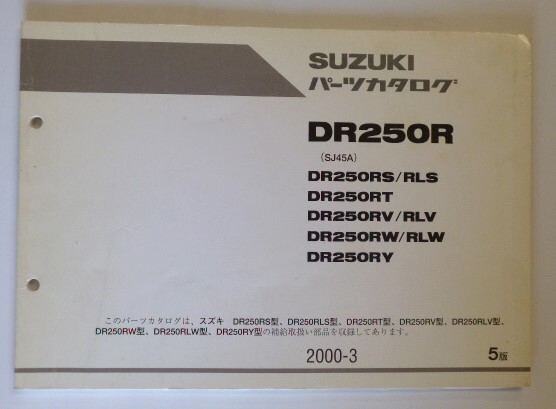 SUZUKI
パーツカタログ
DR250R
(SJ45A)
DR250RS/RLS
DR250RT
DR250RV/RLV
DR250RW/RLW
DR250RY
このパーツカタログは、スズキ DR250RS型、DR250RLS型、DR250RT型、DR250RV型、DR250RLV型、
DR250RW型、DR250RLW型、DR250RY型の補給取扱い部品を収録してあります。
2000-3
5版